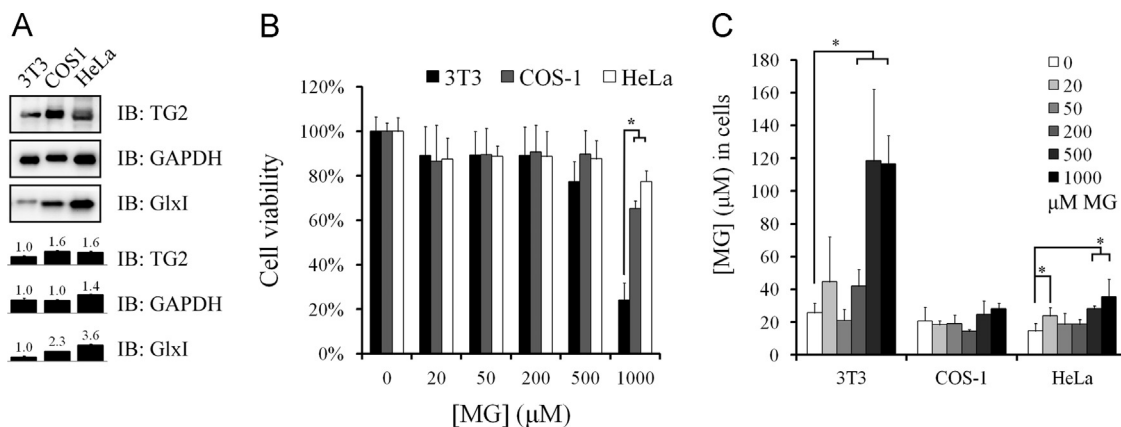 A
3T3
COS1
HeLa
IB: TG2
IB: GAPDH
IB: GlxI
1.0 1.6 1.6
IB: TG2
1.0 1.0 1.4
IB: GAPDH
1.0 2.3 3.6
IB: GlxI
B
3T3 COS-1 HeLa
Cell viability
120%
100%
80%
60%
40%
20%
0%
*
0 20 50 200 500 1000
[MG] (μM)
C
[MG] (μM) in cells
180
160
140
120
100
80
60
40
20
0
*
*
*
3T3 COS-1 HeLa
0
20
50
200
500
1000
μM MG